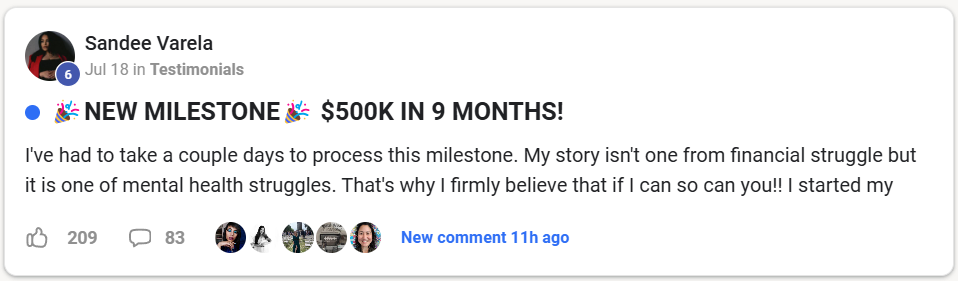 Sandee Varela
6
Jul 18 in Testimonials
🎉NEW MILESTONE🎉 $500K IN 9 MONTHS!
I've had to take a couple days to process this milestone. My story isn't one from financial struggle but
it is one of mental health struggles. That's why I firmly believe that if I can so can you!! I started my
209 83 New comment 11h ago